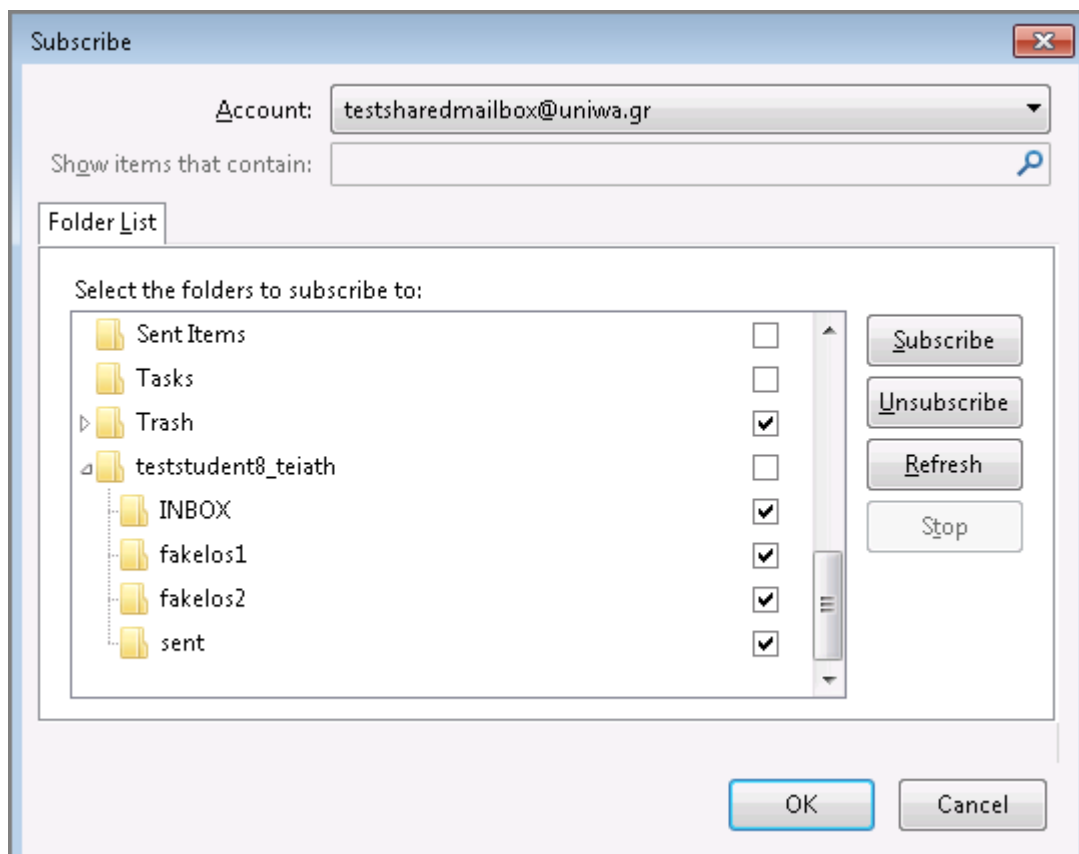 Subscribe
Account: testsharedmailbox@uniwa.gr
Show items that contain:
Folder List
Select the folders to subscribe to:
Sent Items
Subscribe
Tasks
Unsubscribe
Trash
teststudent8_teiath
Refresh
INBOX
Stop
fakelos1
fakelos2
sent
OK
Cancel